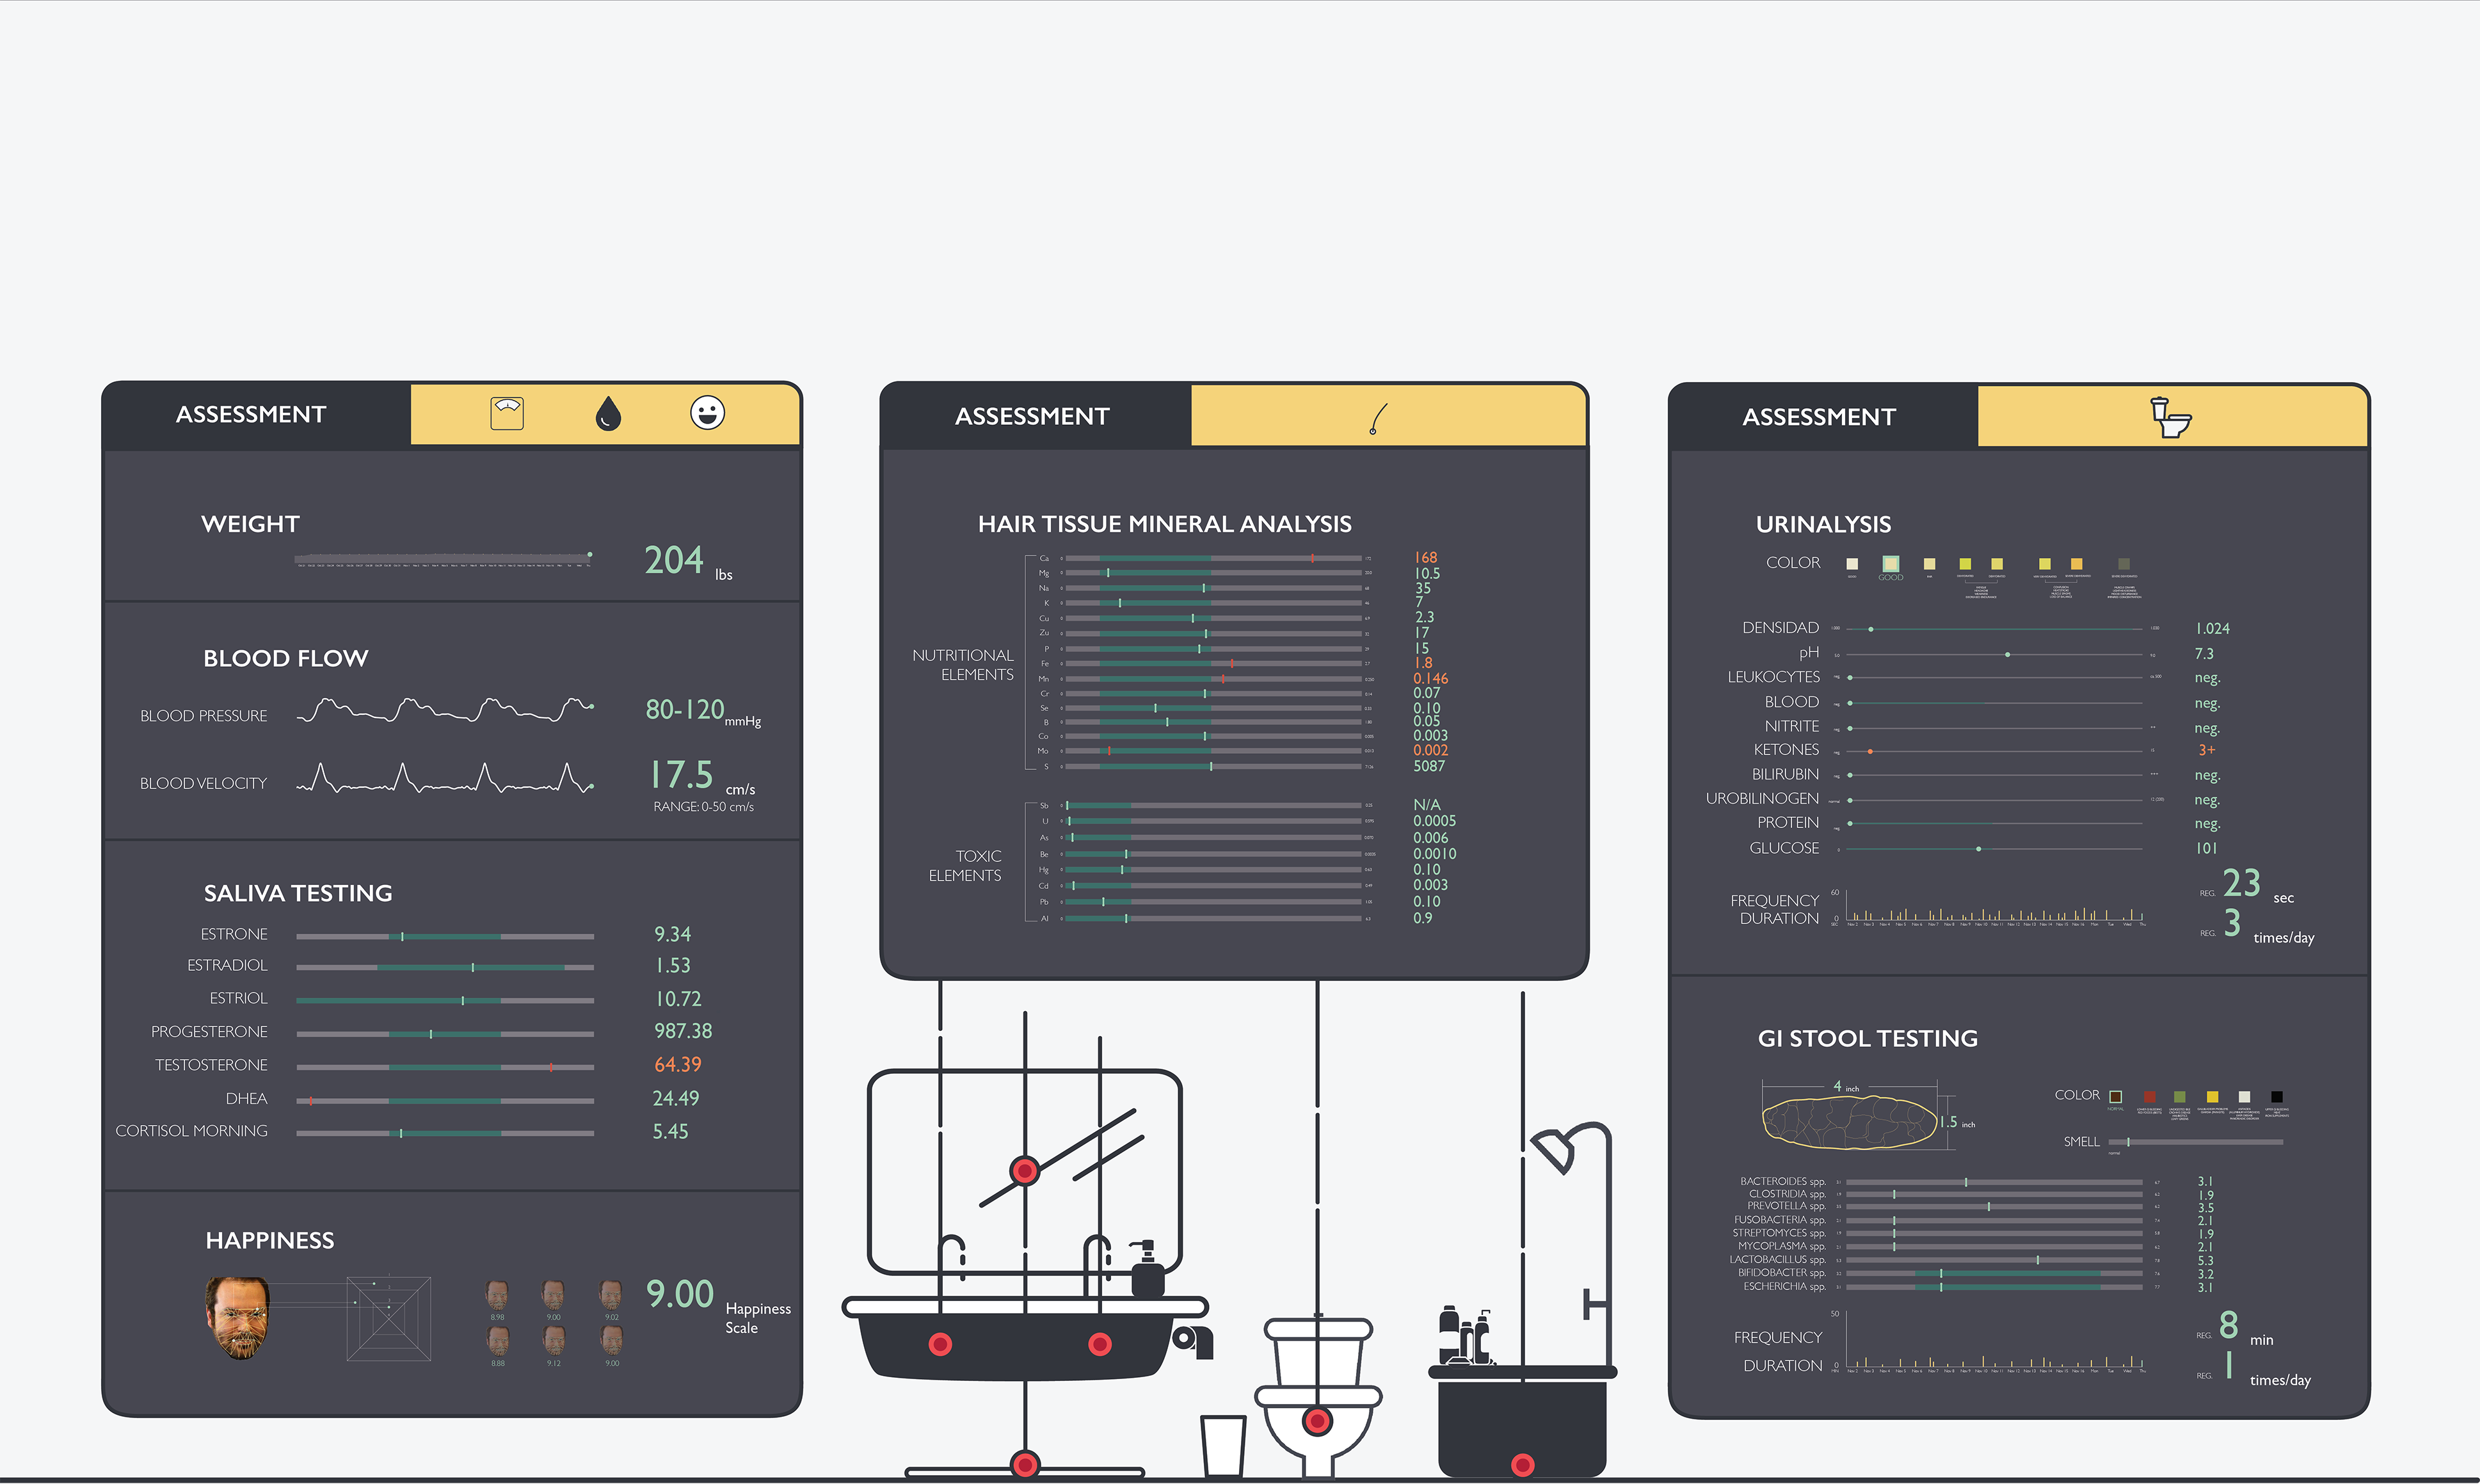 ASSESSMENT
WEIGHT
204 lbs
BLOOD FLOW
BLOOD PRESSURE 80-120 mmHg
BLOOD VELOCITY 17.5 cm/s
RANGE: 0-50 cm/s
SALIVA TESTING
ESTRONE 9.34
ESTRADIOL 1.53
ESTRIOL 10.72
PROGESTERONE 987.38
TESTOSTERONE 64.39
DHEA 24.49
CORTISOL MORNING 5.45
HAPPINESS
8.98 9.00 9.02
8.88 9.12 9.00
9.00 Happiness
Scale
ASSESSMENT
HAIR TISSUE MINERAL ANALYSIS
NUTRITIONAL
ELEMENTS
Ca 168
Mg 10.5
Na 35
K 7
Cu 2.3
Zu 17
P 15
Fe 1.8
Mn 0.146
Cr 0.07
Se 0.10
B 0.05
Co 0.003
Mo 0.002
S 5087
TOXIC
ELEMENTS
Sb N/A
U 0.0005
As 0.006
Be 0.0010
Hg 0.10
Cd 0.003
Pb 0.10
Al 0.9
ASSESSMENT
URINALYSIS
COLOR
GOOD
DENSIDAD 1.024
pH 7.3
LEUKOCYTES neg.
BLOOD neg.
NITRITE neg.
KETONES 3+
BILIRUBIN neg.
UROBILINOGEN normal neg.
PROTEIN neg.
GLUCOSE 101
FREQUENCY 60 REG. 23 sec
DURATION 0 REG. 3 times/day
GI STOOL TESTING
4 inch
1.5 inch
COLOR
NORMAL
SMELL
normal
BACTEROIDES spp. 3.1
CLOSTRIDIA spp. 1.9
PREVOTELLA spp. 3.5
FUSOBACTERIA spp. 2.1
STREPTOMYCES spp. 1.9
MYCOPLASMA spp. 2.1
LACTOBACILLUS spp. 5.3
BIFIDOBACTER spp. 3.2
ESCHERICHIA spp. 3.1
50
FREQUENCY REG. 8 min
DURATION 0 REG. 1 times/day